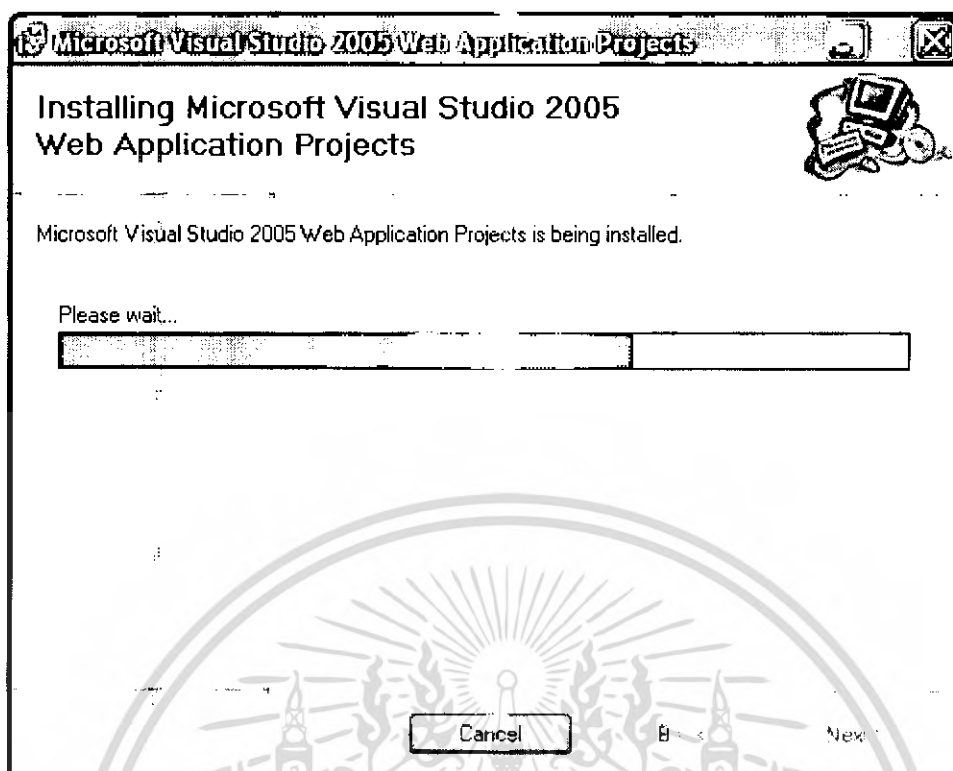 Microsoft Visual Studio 2005 Web Application Projects
Installing Microsoft Visual Studio 2005
Web Application Projects
Microsoft Visual Studio 2005 Web Application Projects is being installed.
Please wait...
Cancel